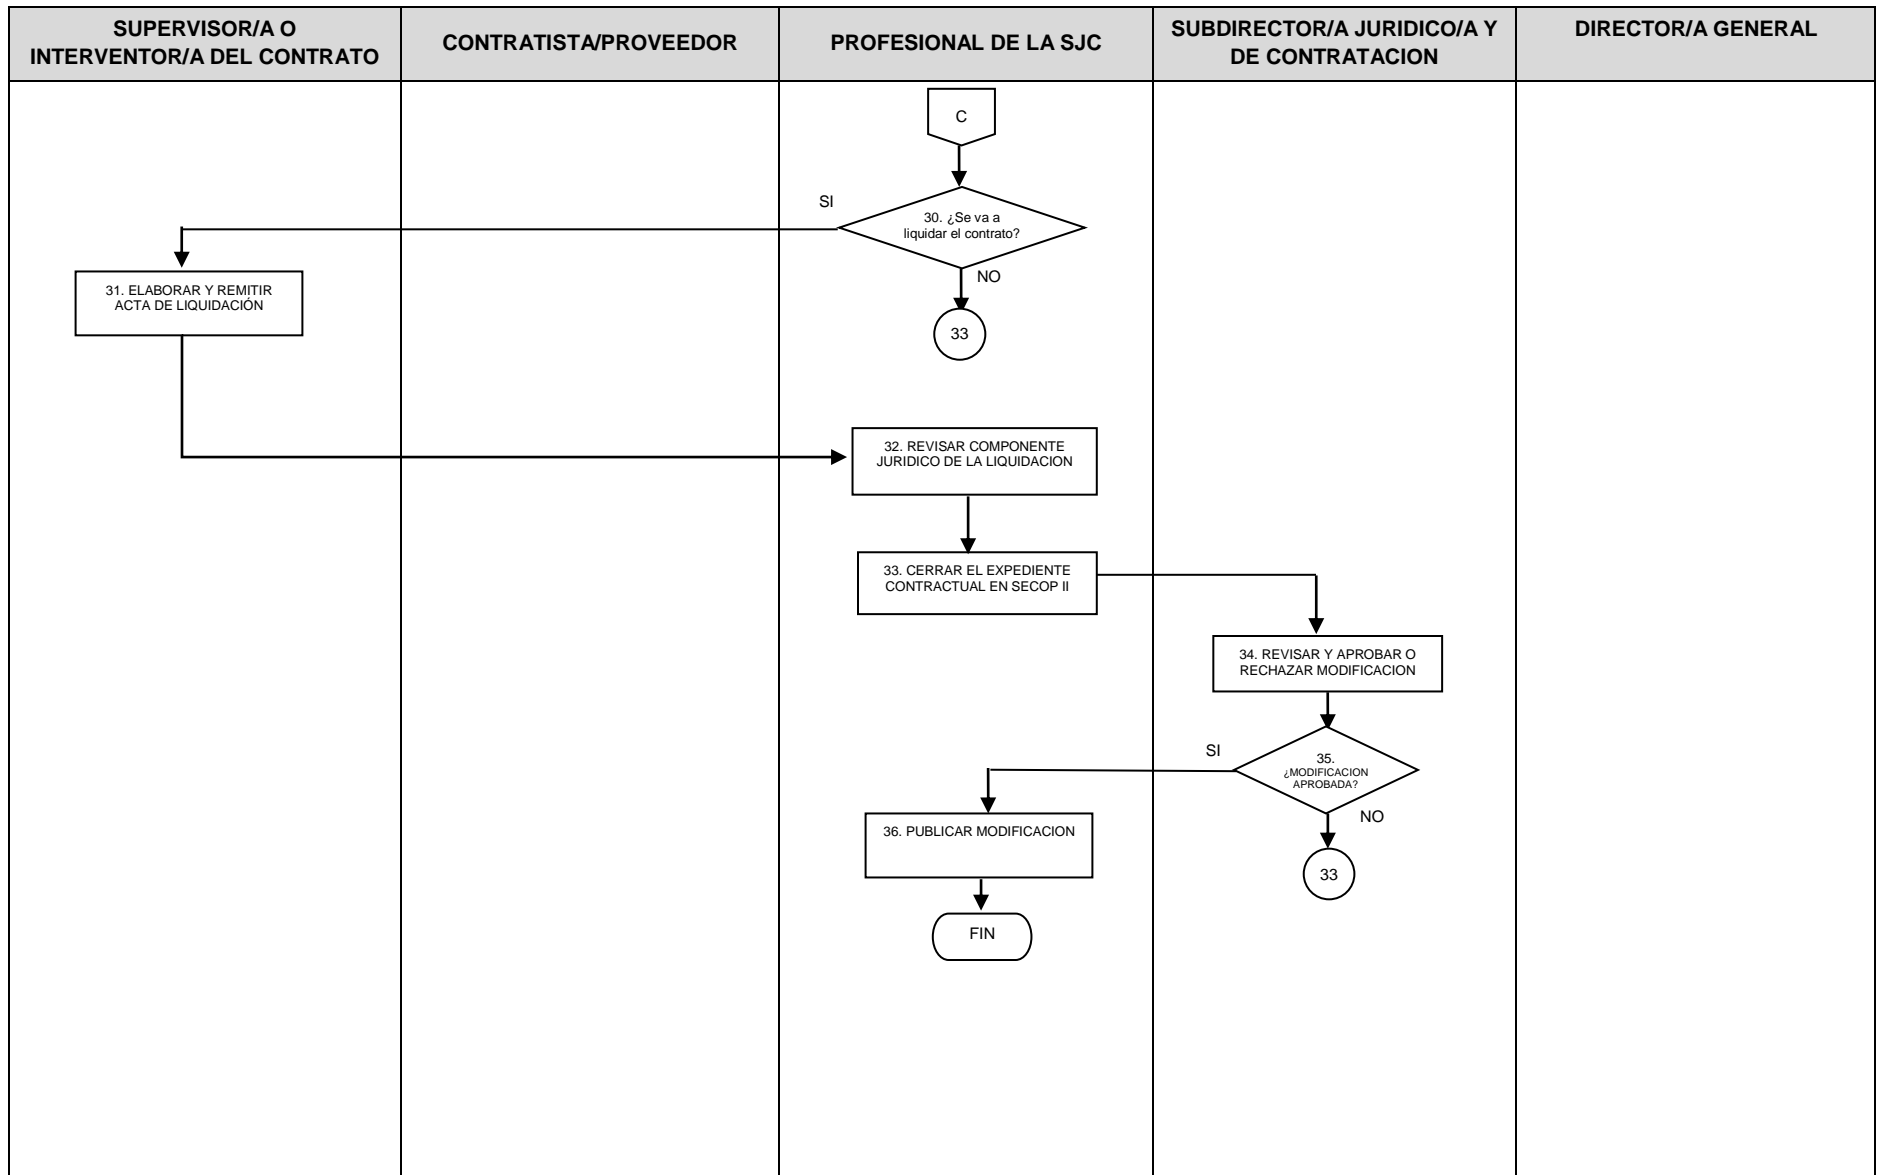 SUPERVISOR/A O
INTERVENTOR/A DEL CONTRATO
CONTRATISTA/PROVEEDOR
PROFESIONAL DE LA SJC
SUBDIRECTOR/A JURIDICO/A Y
DE CONTRATACION
DIRECTOR/A GENERAL
C
SI
30. ¿Se va a
liquidar el contrato?
NO
31. ELABORAR Y REMITIR
ACTA DE LIQUIDACIÓN
33
32. REVISAR COMPONENTE
JURIDICO DE LA LIQUIDACION
33. CERRAR EL EXPEDIENTE
CONTRACTUAL EN SECOP II
34. REVISAR Y APROBAR O
RECHAZAR MODIFICACION
SI
35.
¿MODIFICACION
APROBADA?
NO
36. PUBLICAR MODIFICACION
33
FIN